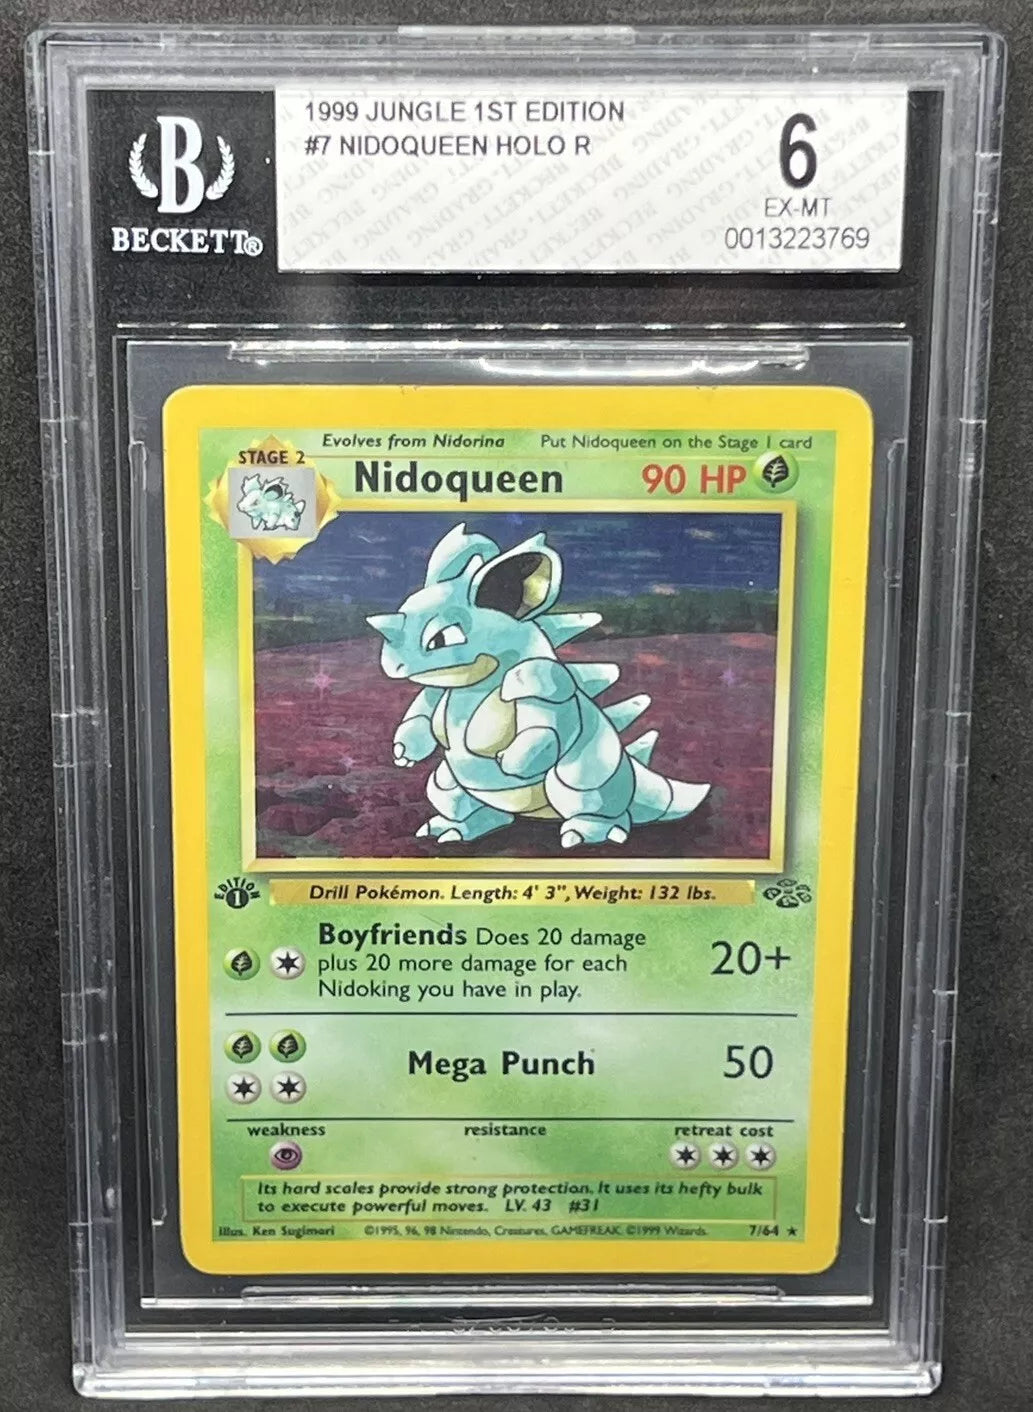 1999 JUNGLE 1ST EDITION
#7 NIDOQUEEN HOLO R
6
EX-MT
0013223769
B
BECKETT®
Evolves from Nidorina Put Nidoqueen on the Stage 1 card
STAGE 2
Nidoqueen 90 HP
EDITION
1
Drill Pokémon. Length: 4' 3", Weight: 132 lbs.
Boyfriends Does 20 damage
plus 20 more damage for each
Nidoking you have in play.
20+
Mega Punch 50
weakness resistance retreat cost
Its hard scales provide strong protection. It uses its hefty bulk
to execute powerful moves. LV. 43 #31
Illus. Ken Sugimori ©1995, 96, 98 Nintendo, Creatures, GAMEFREAK. ©1999 Wizards. 7/64 ★